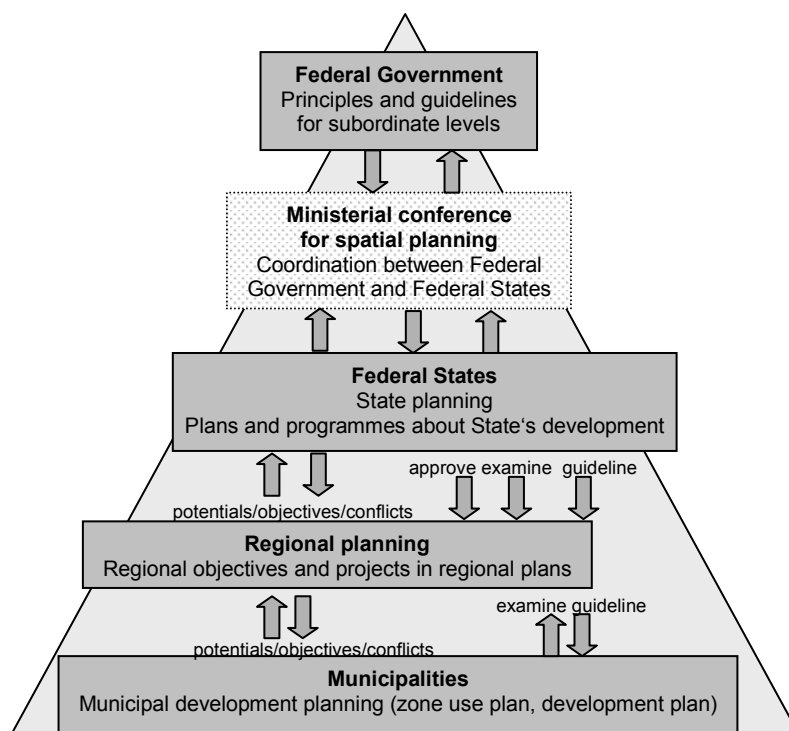 Federal Government
Principles and guidelines
for subordinate levels
Ministerial conference
for spatial planning
Coordination between Federal
Government and Federal States
Federal States
State planning
Plans and programmes about State‘s development
approve examine guideline
potentials/objectives/conflicts
Regional planning
Regional objectives and projects in regional plans
examine guideline
potentials/objectives/conflicts
Municipalities
Municipal development planning (zone use plan, development plan)